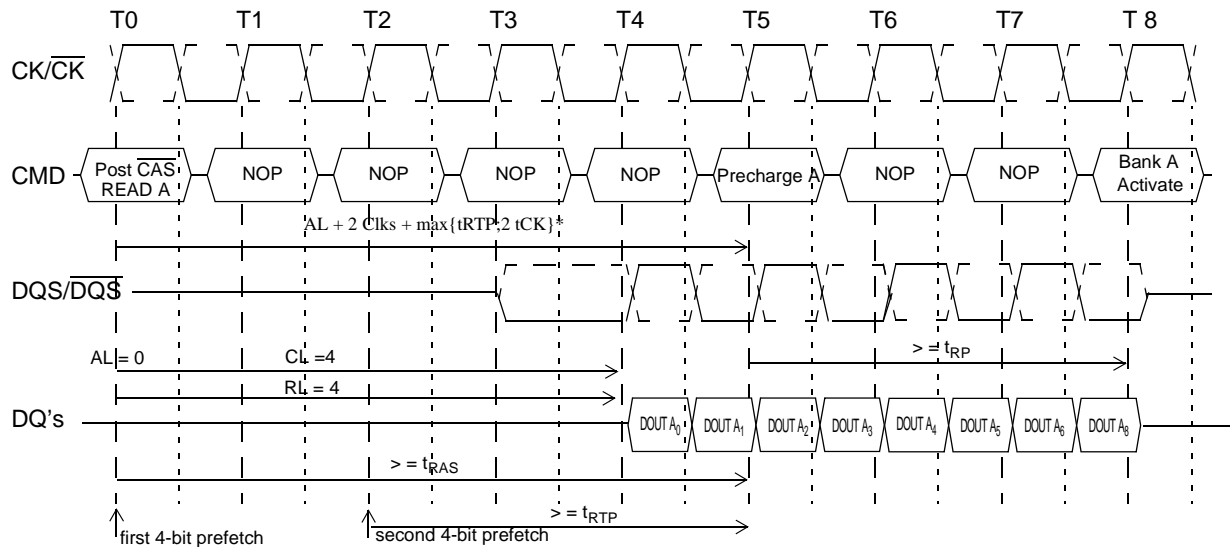 T0 T1 T2 T3 T4 T5 T6 T7 T 8
CK/CK
CMD
Post CAS
READ A
NOP
NOP
NOP
NOP
Precharge A
NOP
NOP
Bank A
Activate
AL + 2 Clks + max{tRTP;2 tCK}*
DQS/DQS
AL = 0
CL =4
> = tRP
RL = 4
DQ's
DOUT A0
DOUT A1
DOUT A2
DOUT A3
DOUT A4
DOUT A5
DOUT A6
DOUT A8
> = tRAS
> = tRTP
first 4-bit prefetch
second 4-bit prefetch